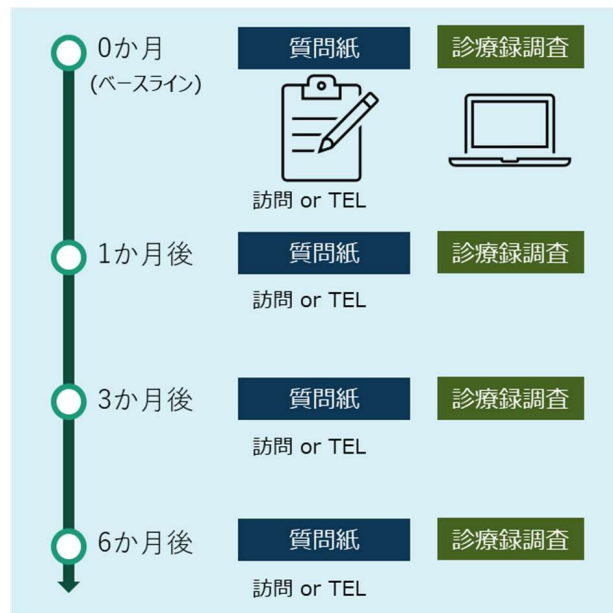 0か月 質問紙 診療録調査
(ベースライン)
訪問 or TEL
1か月後 質問紙 診療録調査
訪問 or TEL
3か月後 質問紙 診療録調査
訪問 or TEL
6か月後 質問紙 診療録調査
訪問 or TEL